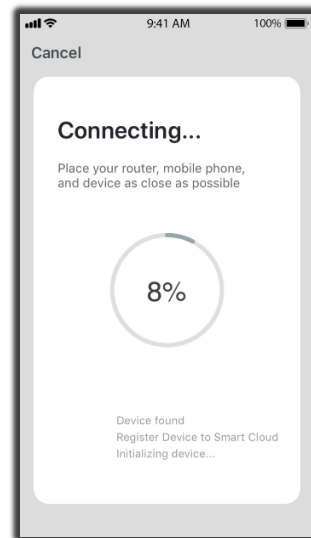 9:41 AM
100%
Cancel
Connecting...
Place your router, mobile phone,
and device as close as possible
8%
Device found
Register Device to Smart Cloud
Initializing device...